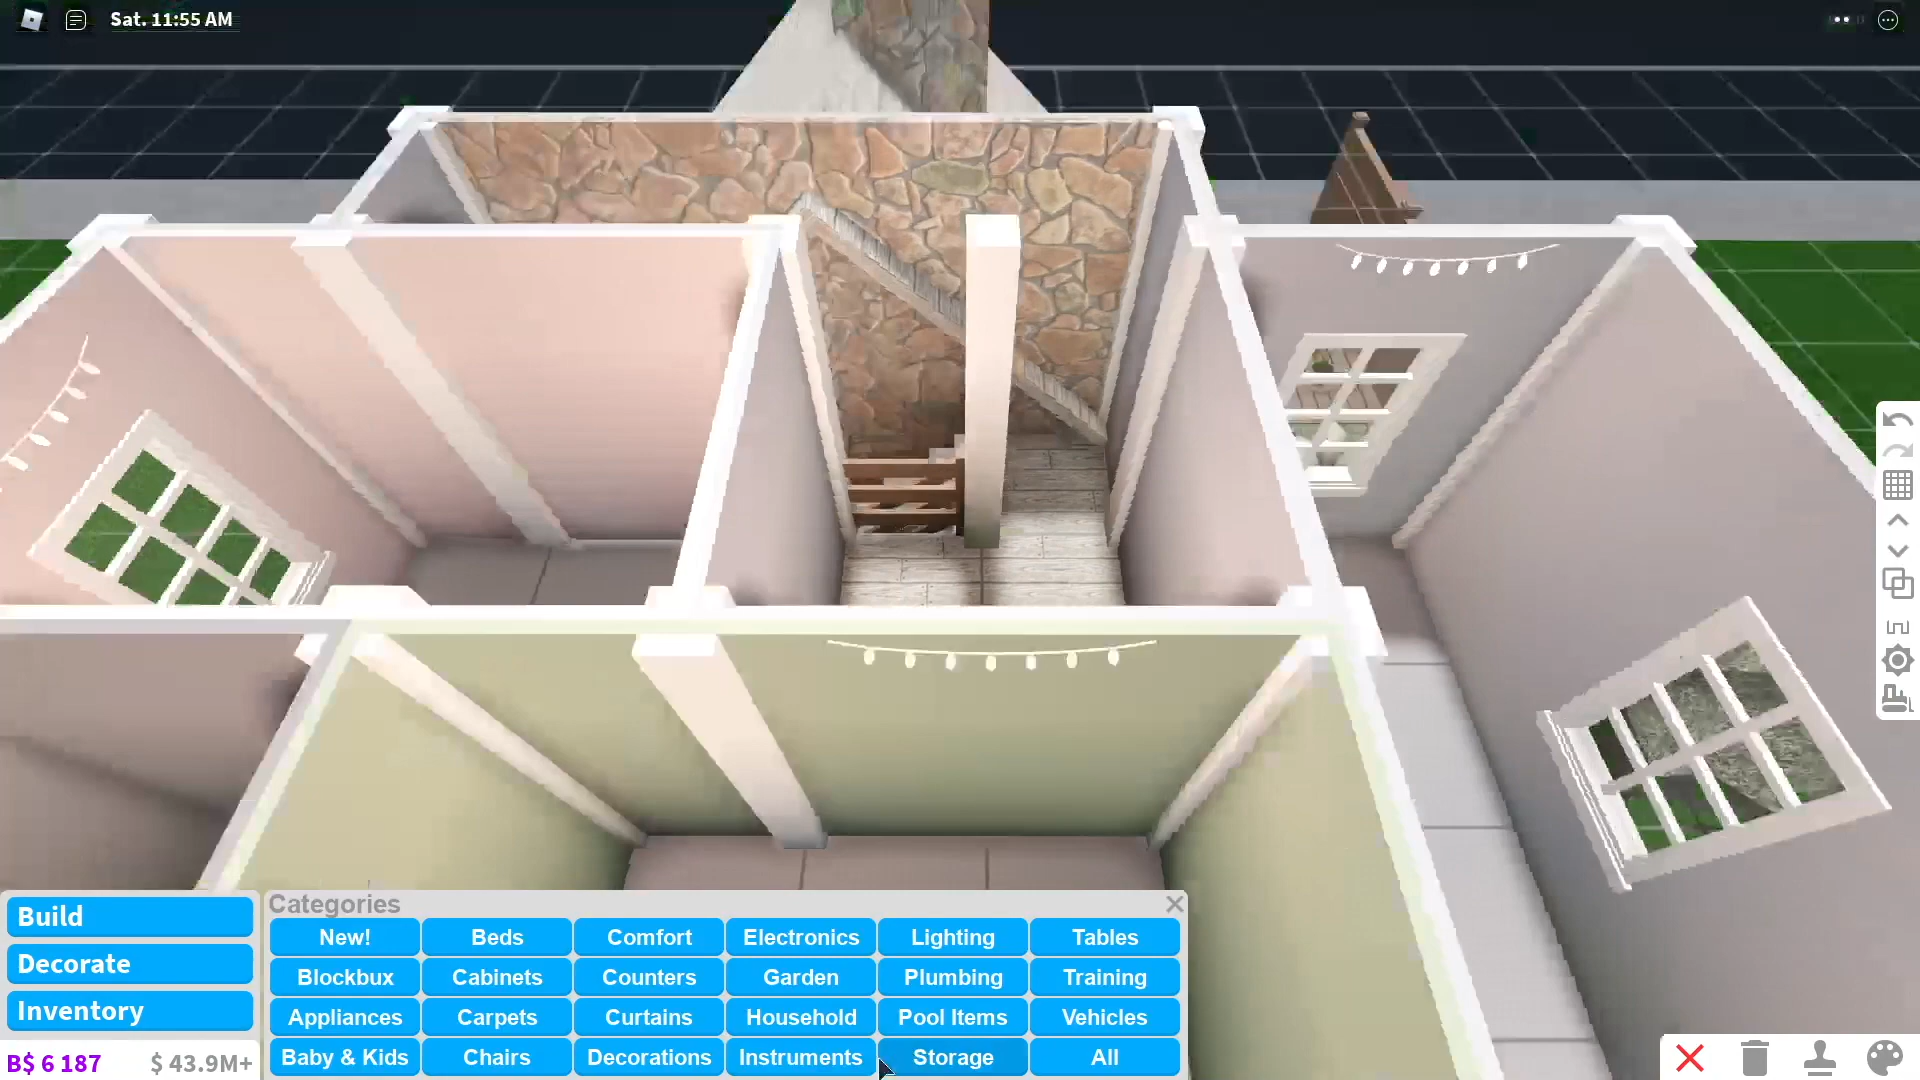 Sat. 11:55 AM
Build
Decorate
Inventory
B$ 6 187 $ 43.9M+
Categories
New! Beds Comfort Electronics Lighting Tables
Blockbux Cabinets Counters Garden Plumbing Training
Appliances Carpets Curtains Household Pool Items Vehicles
Baby & Kids Chairs Decorations Instruments Storage All